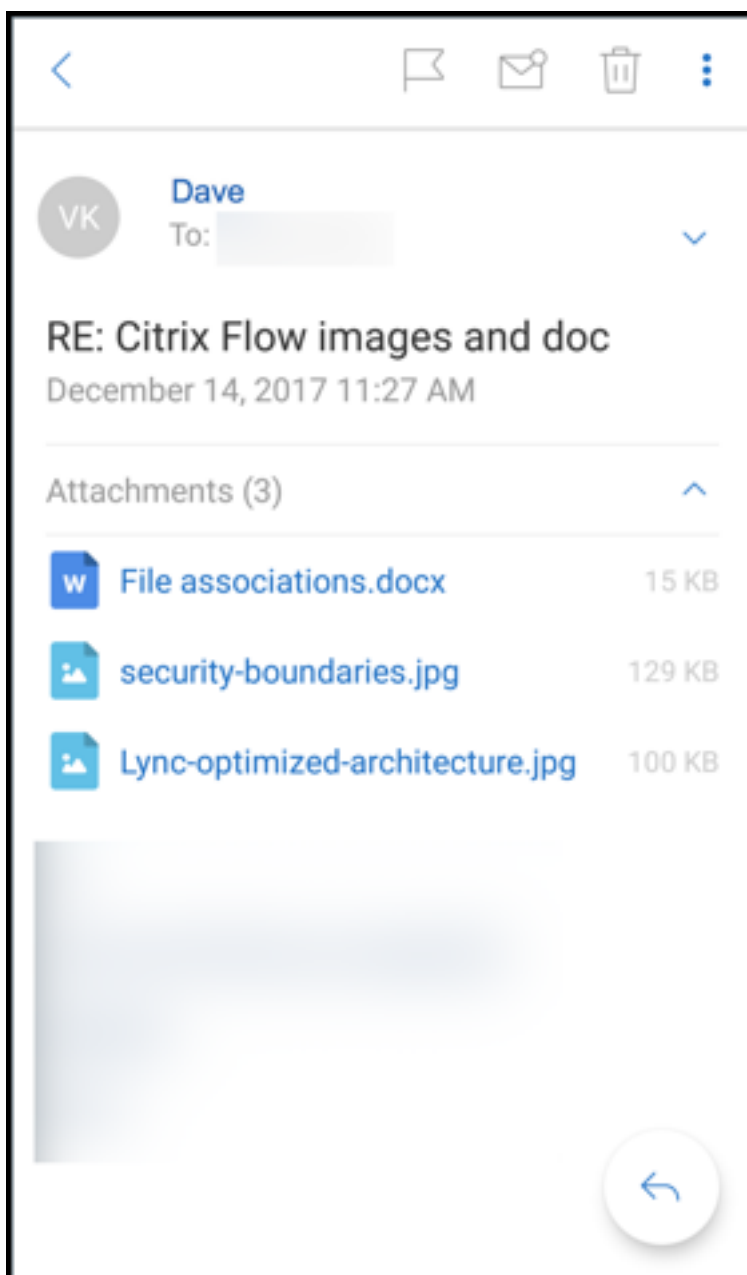 VK
Dave
To:
RE: Citrix Flow images and doc
December 14, 2017 11:27 AM
Attachments (3)
W File associations.docx 15 KB
security-boundaries.jpg 129 KB
Lync-optimized-architecture.jpg 100 KB